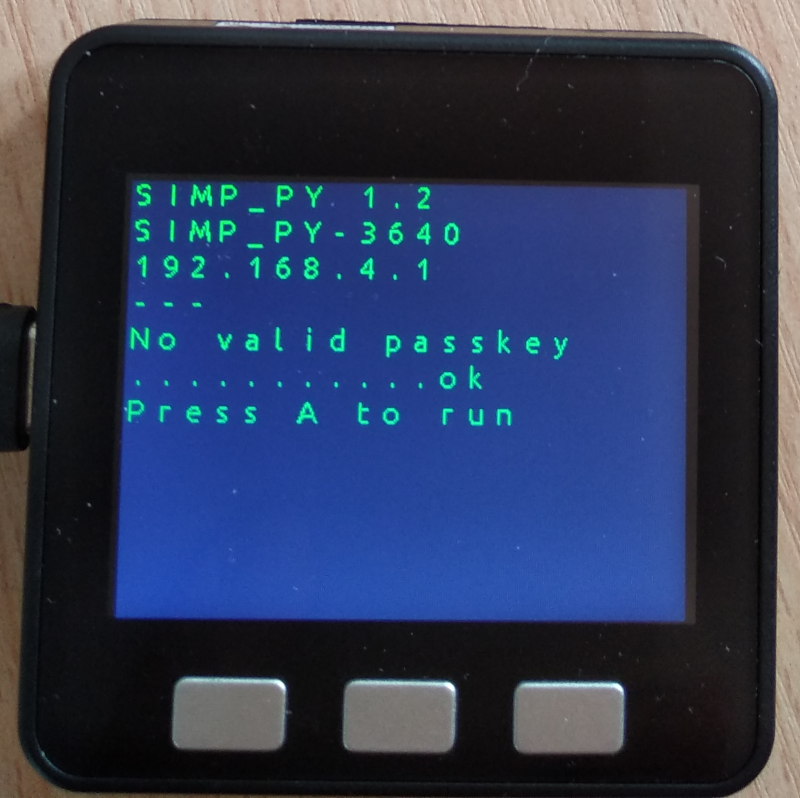 SIMP_PY 1.2
SIMP_PY-3640
192.168.4.1
---
No valid passkey
...........ok
Press A to run